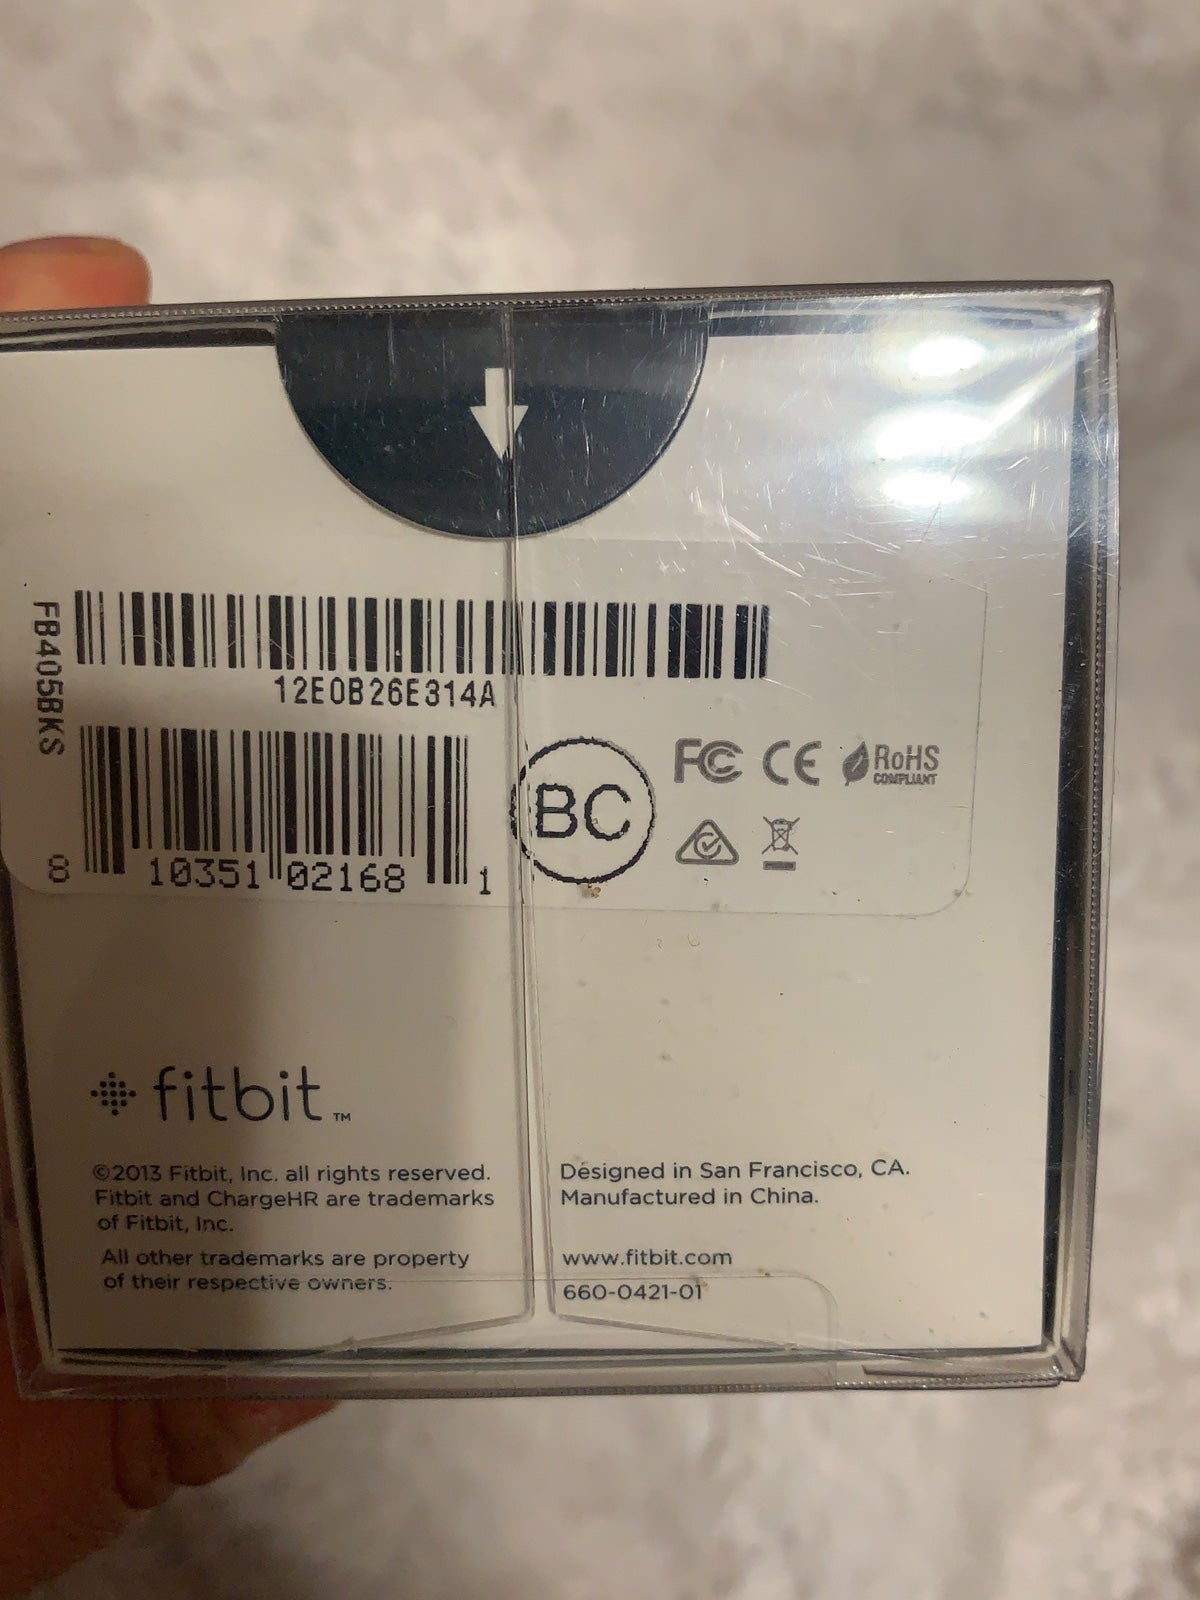 FB405BKS
12E0B26E314A
8 10351 02168 1
BC
FC CE RoHS
COMPLIANT
fitbit™
©2013 Fitbit, Inc. all rights reserved.
Fitbit and ChargeHR are trademarks
of Fitbit, Inc.
All other trademarks are property
of their respective owners.
Designed in San Francisco, CA.
Manufactured in China.
www.fitbit.com
660-0421-01